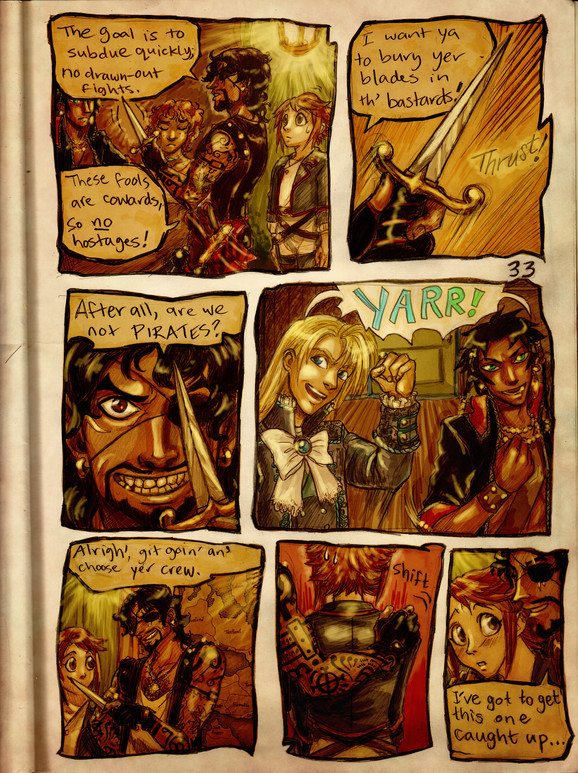 The goal is to
subdue quickly;
no drawn-out
fights.
These fools
are cowards,
so no
hostages!
I want ya
to bury yer
blades in
th' bastards!
Thrust!
33
After all, are we
not PIRATES?
YARR!
Alrigh', git goin' an'
choose yer crew.
Shift
I've got to get
this one
caught up...